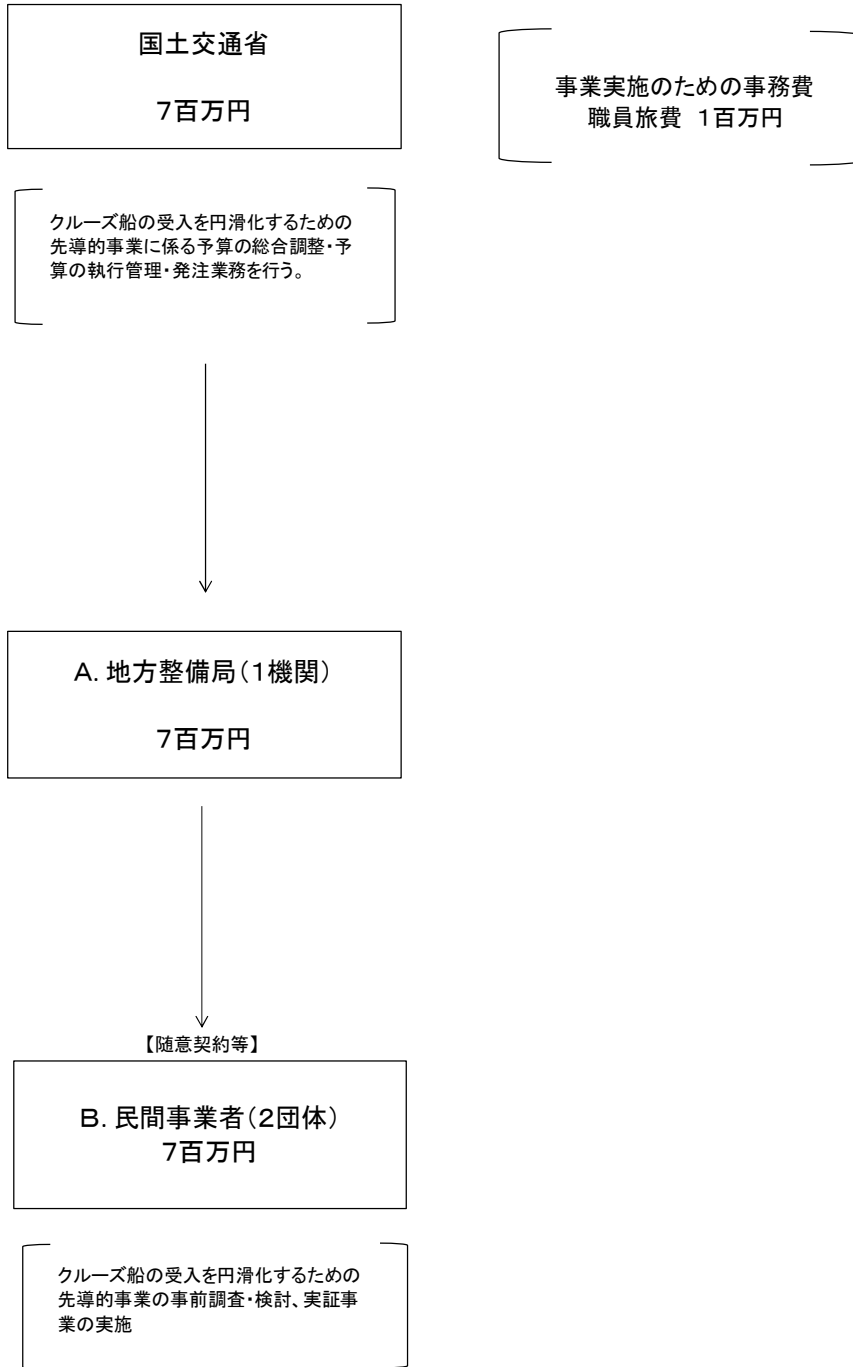 国土交通省
7百万円
事業実施のための事務費
職員旅費 1百万円
クルーズ船の受入を円滑化するための
先導的事業に係る予算の総合調整・予
算の執行管理・発注業務を行う。
A. 地方整備局(1機関)
7百万円
【随意契約等】
B. 民間事業者(2団体)
7百万円
クルーズ船の受入を円滑化するための
先導的事業の事前調査・検討、実証事
業の実施